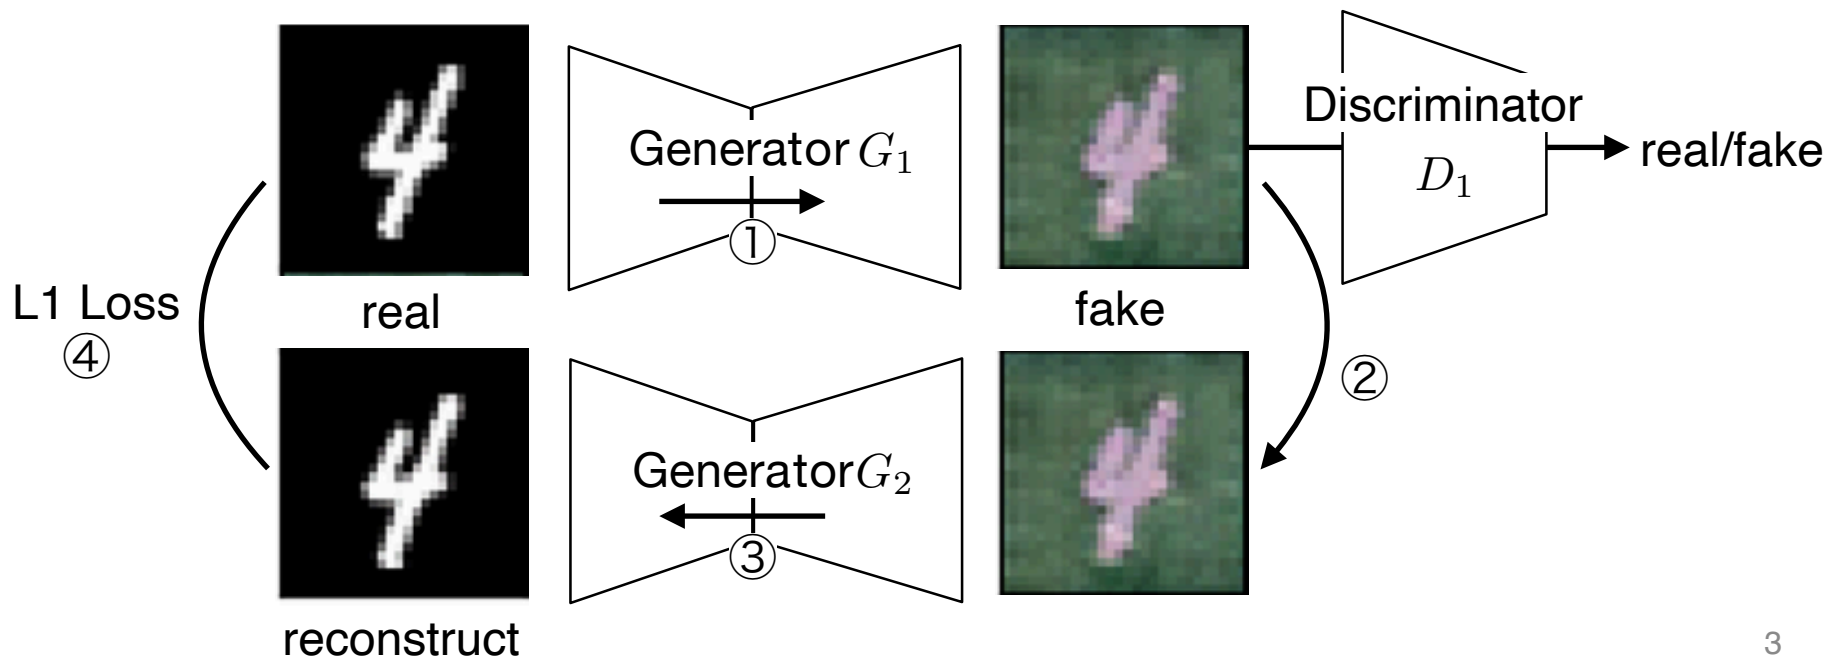 Generator G₁
①
Discriminator
D₁
real/fake
real
fake
L1 Loss
④
②
Generator G₂
③
reconstruct
3